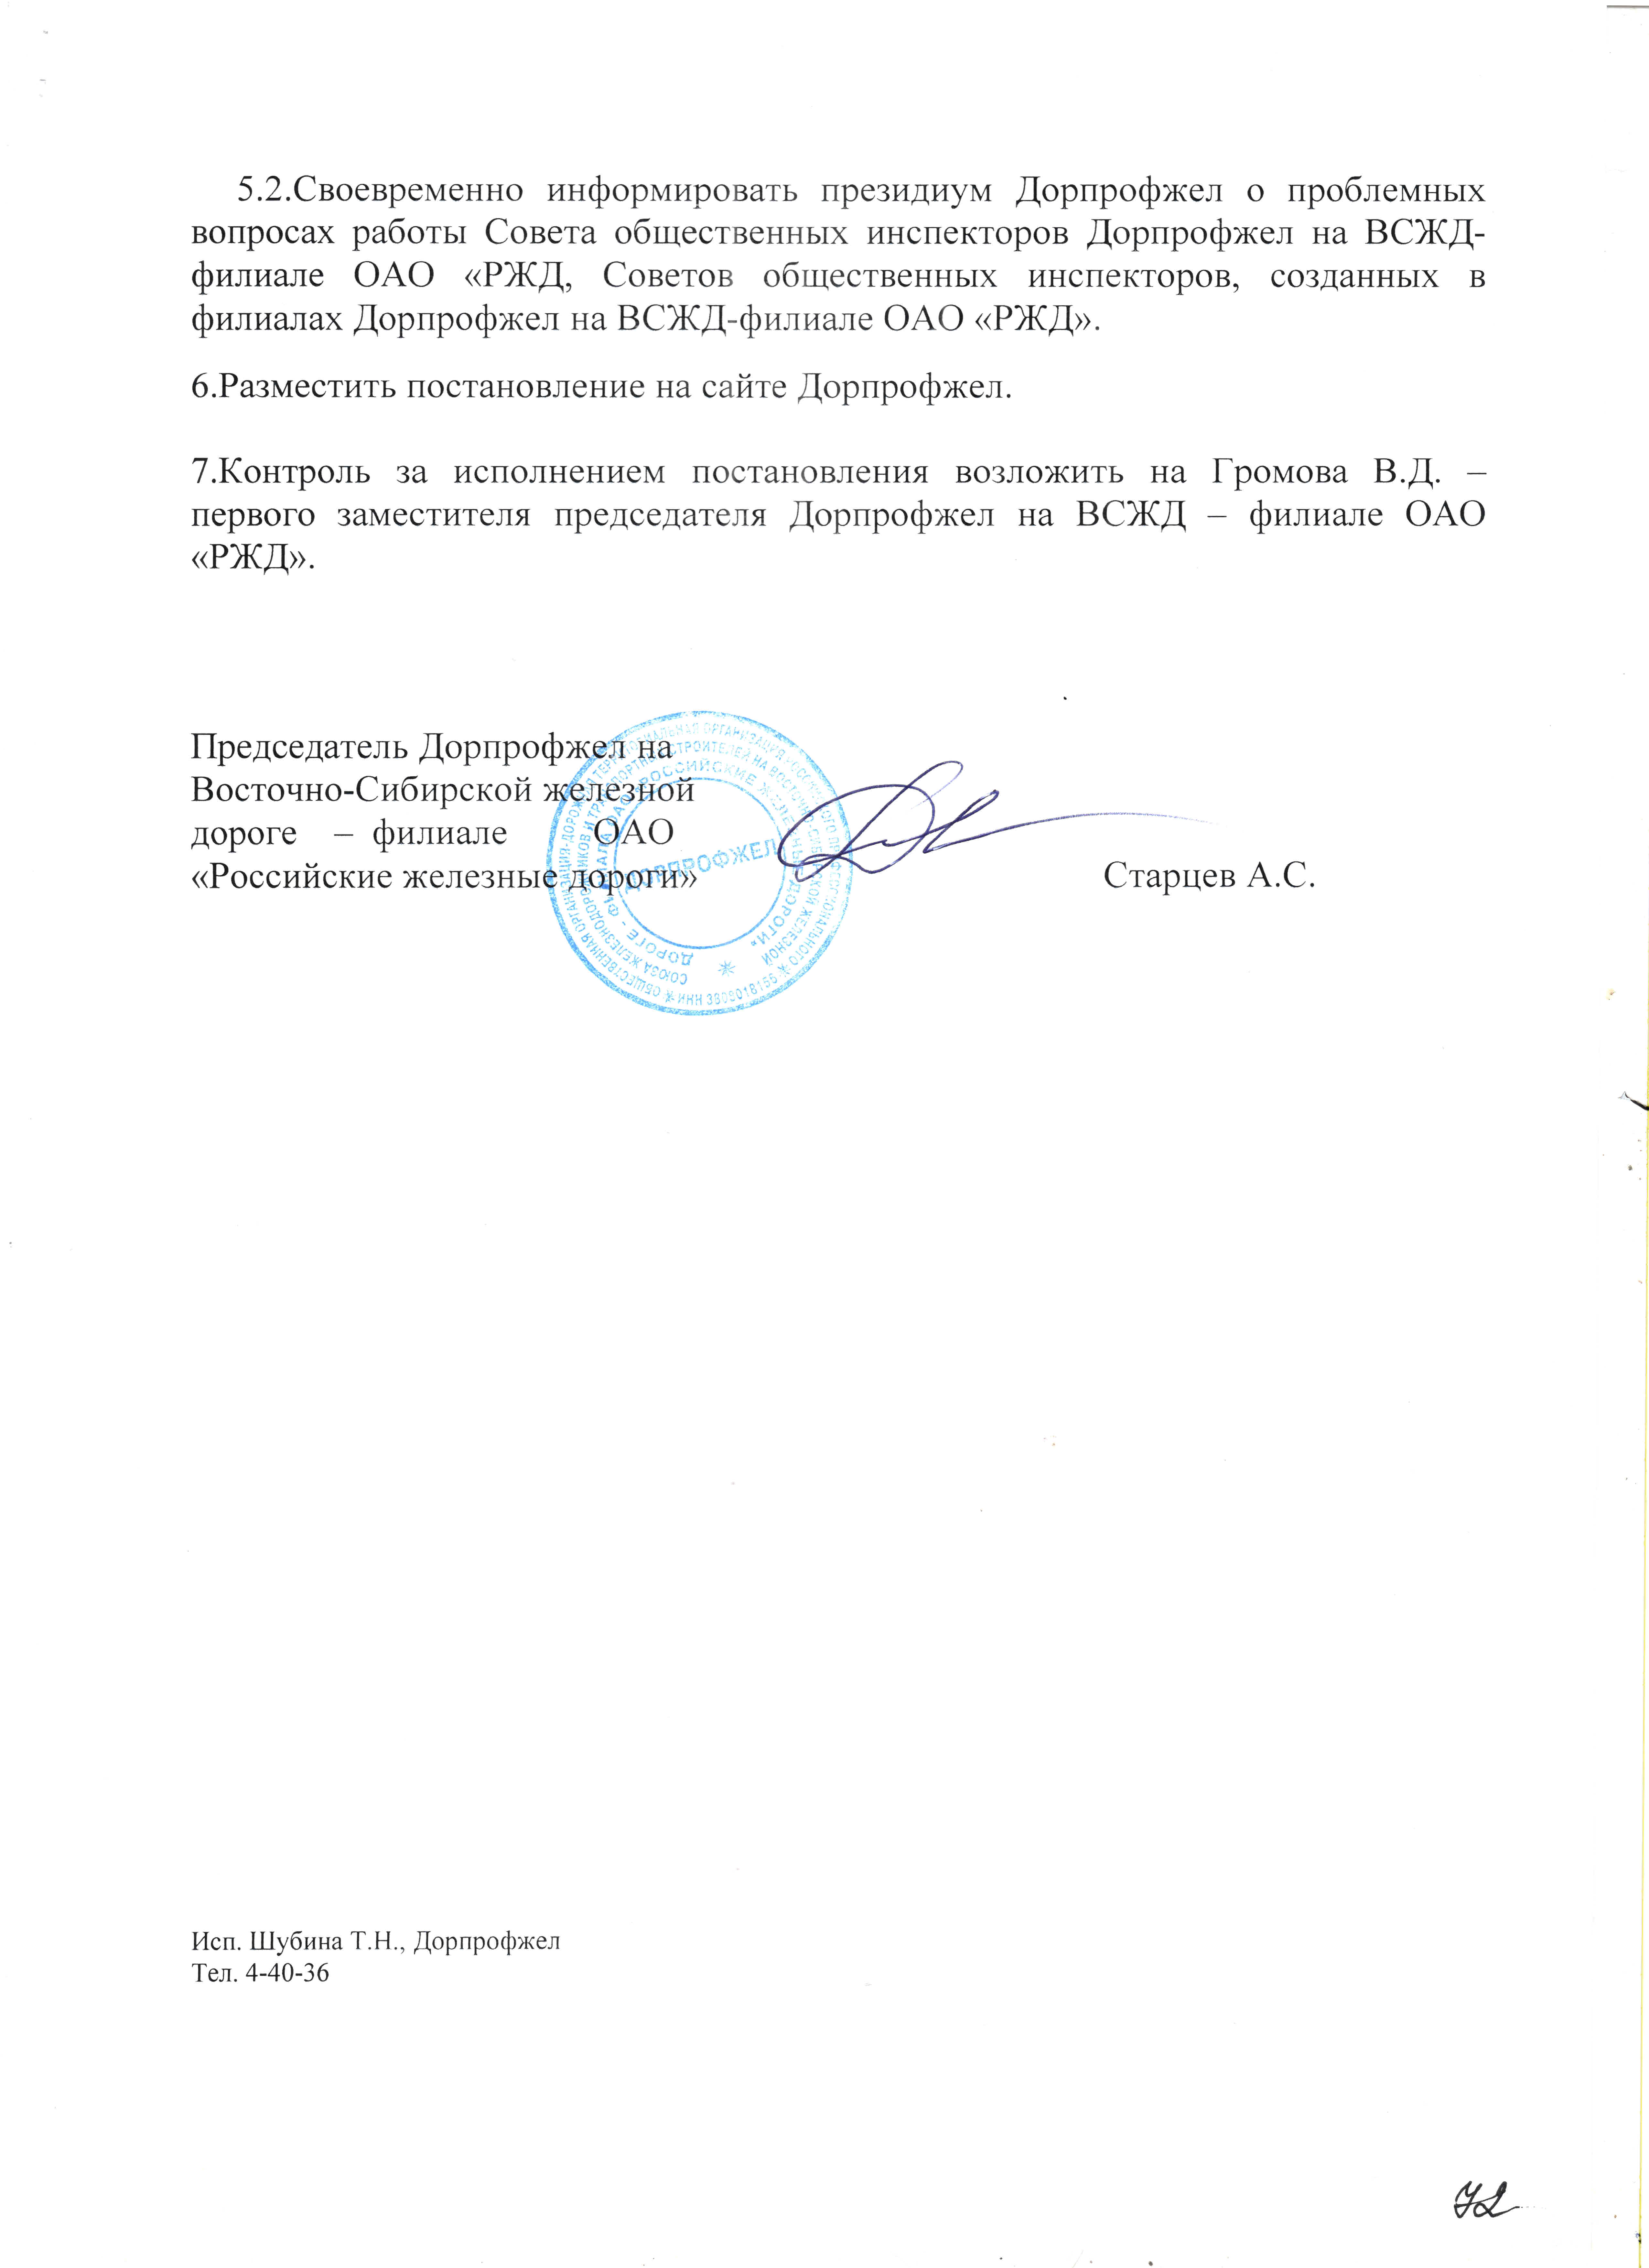 5.2.Своевременно информировать президиум Дорпрофжел о проблемных
вопросах работы Совета общественных инспекторов Дорпрофжел на ВСЖД-
филиале ОАО «РЖД, Советов общественных инспекторов, созданных в
филиалах Дорпрофжел на ВСЖД-филиале ОАО «РЖД».
6.Разместить постановление на сайте Дорпрофжел.
7.Контроль за исполнением постановления возложить на Громова В.Д. –
первого заместителя председателя Дорпрофжел на ВСЖД – филиале ОАО
«РЖД».
Председатель Дорпрофжел на
Восточно-Сибирской железной
дороге – филиале ОАО
«Российские железные дороги»
Старцев А.С.
ДОРПРОФЖЕЛ
Исп. Шубина Т.Н., Дорпрофжел
Тел. 4-40-36